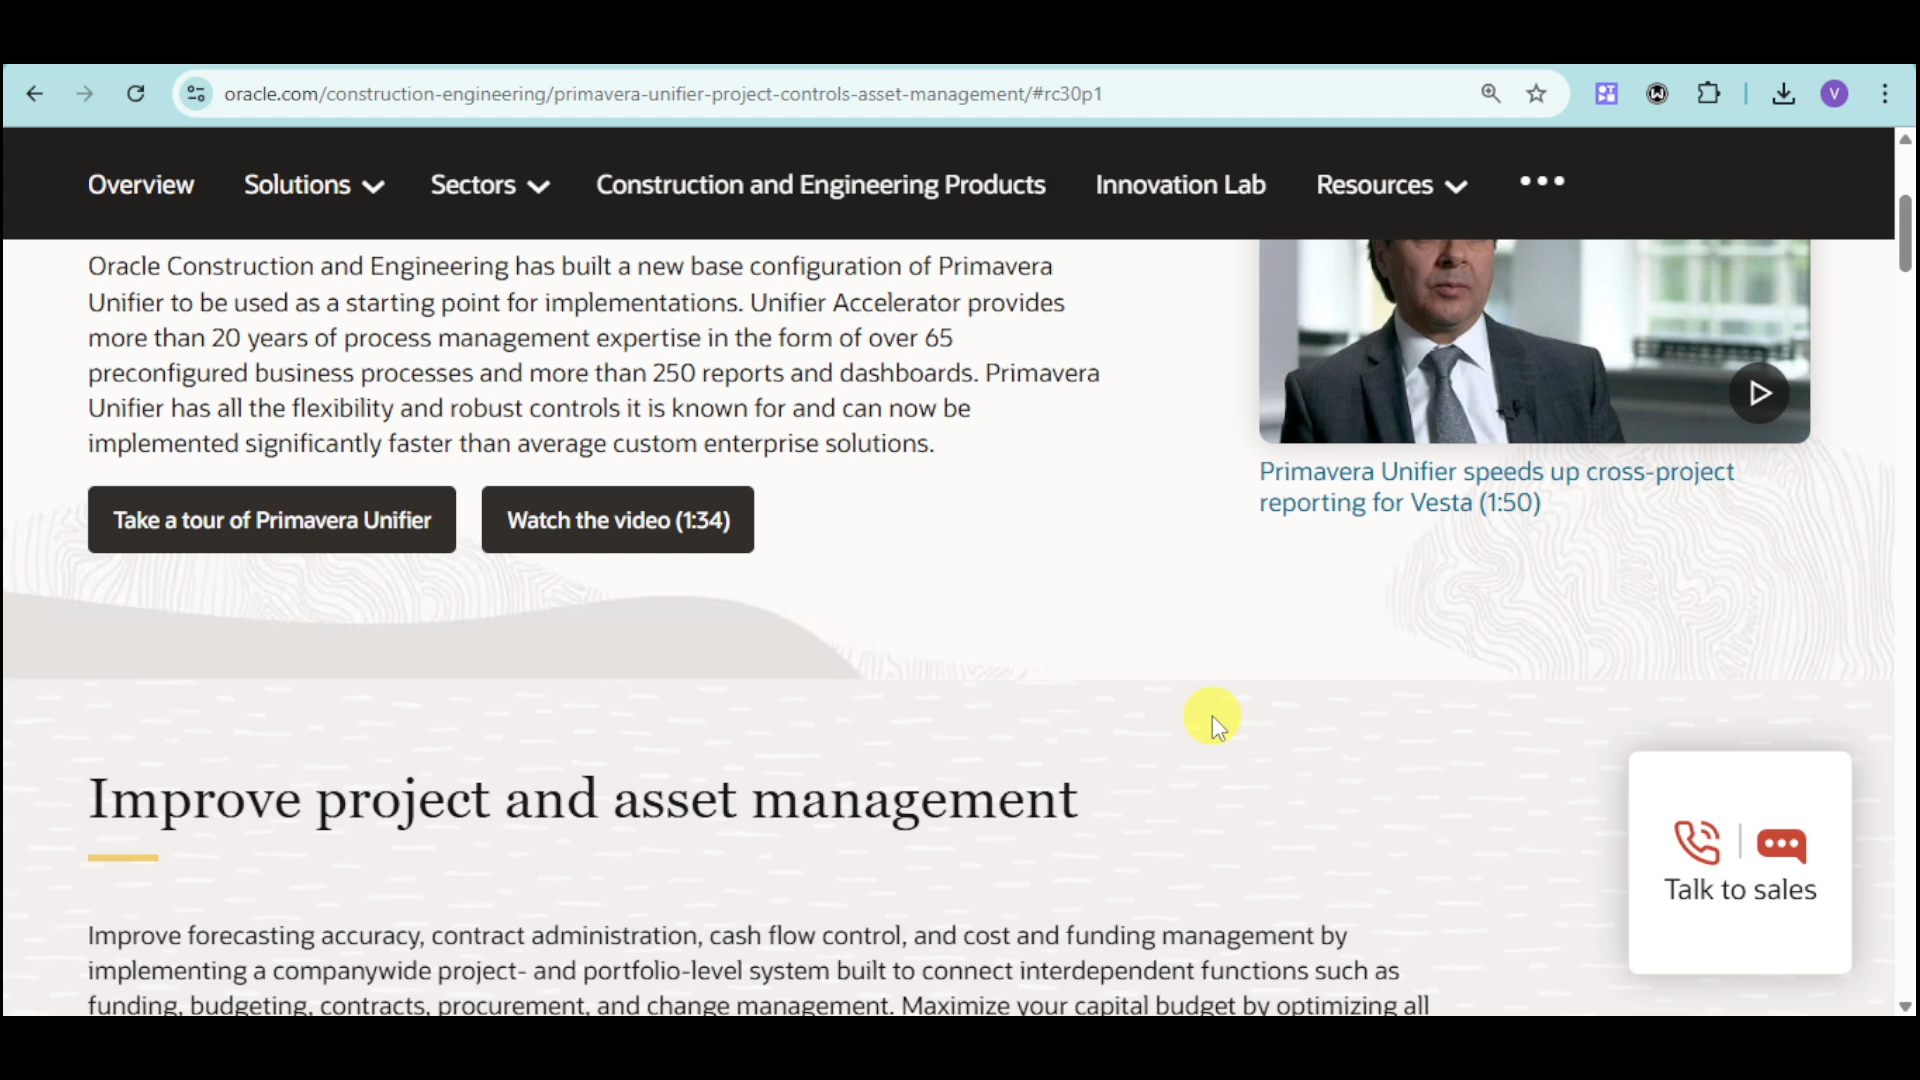 oracle.com/construction-engineering/primavera-unifier-project-controls-asset-management/#rc30p1
V
Overview Solutions Sectors Construction and Engineering Products Innovation Lab Resources
Oracle Construction and Engineering has built a new base configuration of Primavera
Unifier to be used as a starting point for implementations. Unifier Accelerator provides
more than 20 years of process management expertise in the form of over 65
preconfigured business processes and more than 250 reports and dashboards. Primavera
Unifier has all the flexibility and robust controls it is known for and can now be
implemented significantly faster than average custom enterprise solutions.
Take a tour of Primavera Unifier Watch the video (1:34)
Primavera Unifier speeds up cross-project
reporting for Vesta (1:50)
Improve project and asset management
Talk to sales
Improve forecasting accuracy, contract administration, cash flow control, and cost and funding management by
implementing a companywide project- and portfolio-level system built to connect interdependent functions such as
funding, budgeting, contracts, procurement, and change management. Maximize your capital budget by optimizing all